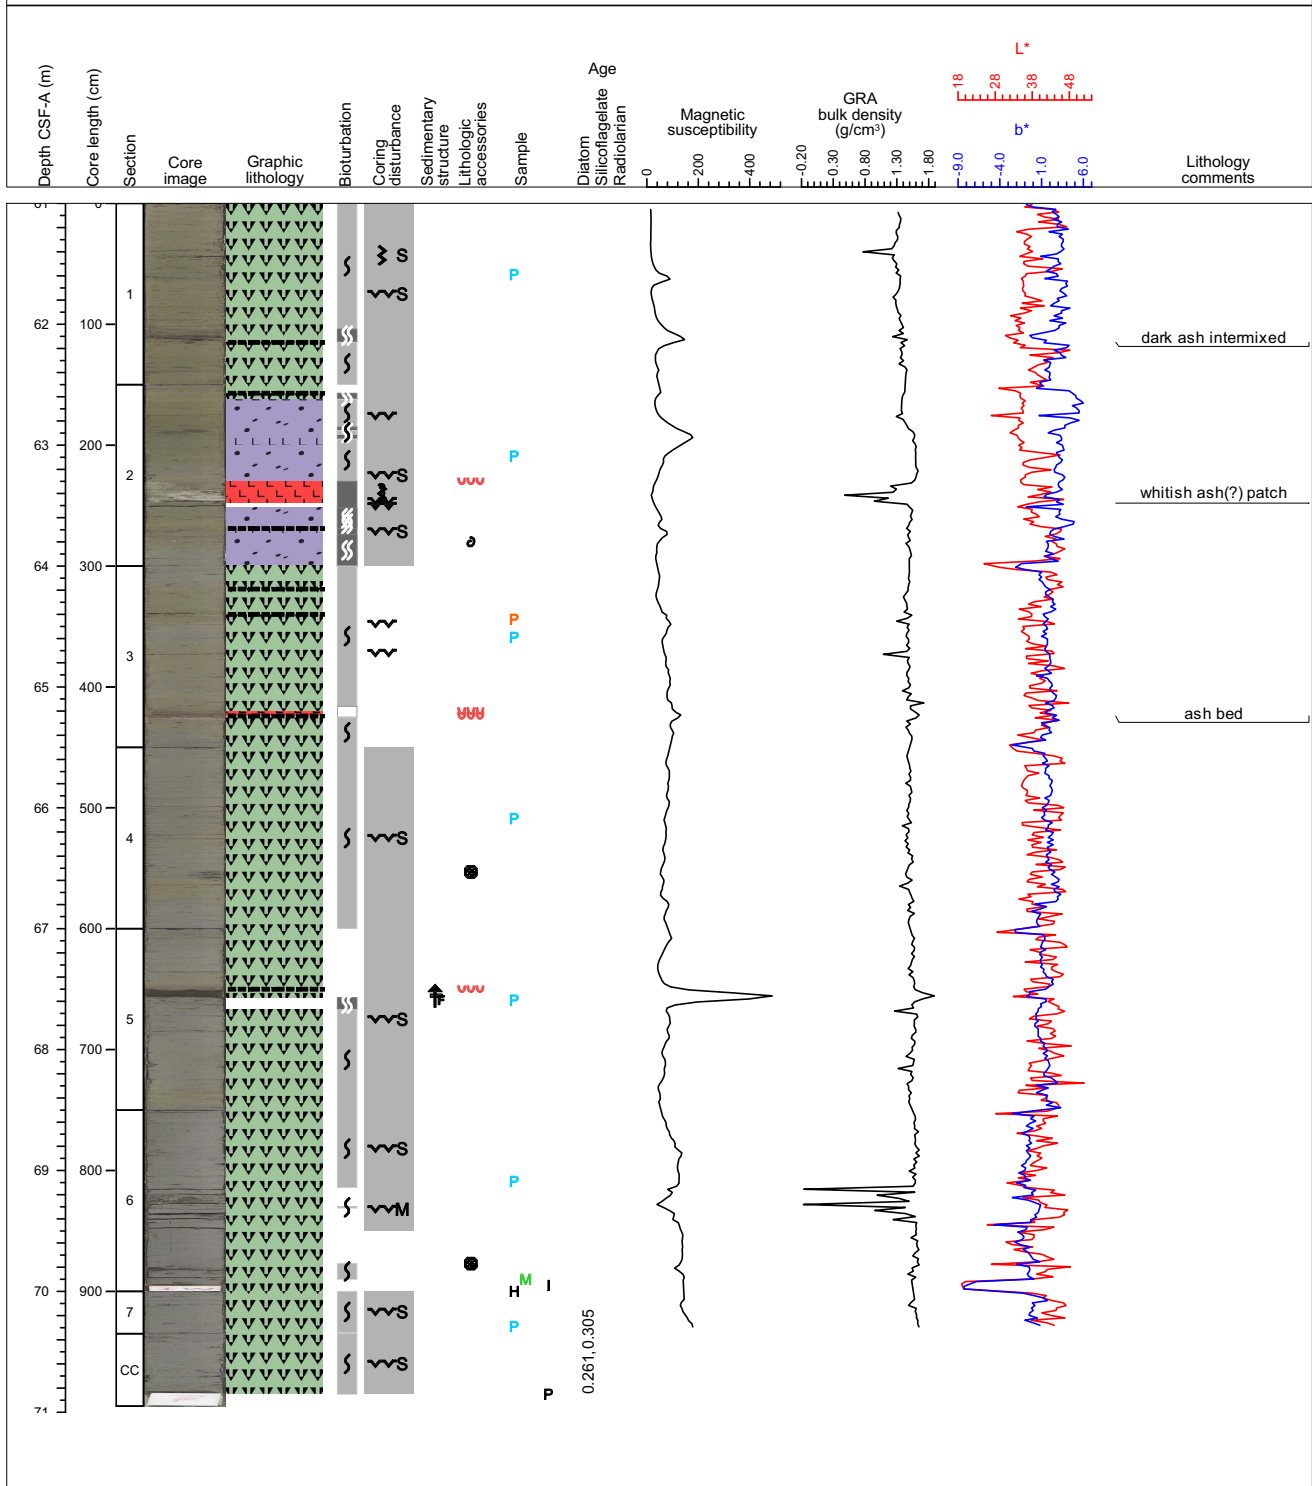 Depth CSF-A (m)
Core length (cm)
Section
Core
image
Graphic
lithology
Bioturbation
Coring
disturbance
Sedimentary
structure
Lithologic
accessories
Sample
Age
Diatom
Silicoflagelate
Radiolarian
Magnetic
susceptibility
0 200 400
GRA
bulk density
(g/cm³)
-0.20 0.30 0.80 1.30 1.80
L*
18 28 38 48
b*
-9.0 -4.0 1.0 6.0
Lithology
comments
S
P
1
S
62 100
dark ash intermixed
63 200
P
2
S
whitish ash(?) patch
S
64 300
P
P
3
65 400
ash bed
66 500
P
4
S
67 600
F
P
5
S
68 700
S
69 800
P
6
M
M
I
70 900
H
7
S
P
CC
S
P
0.261,0.305
71